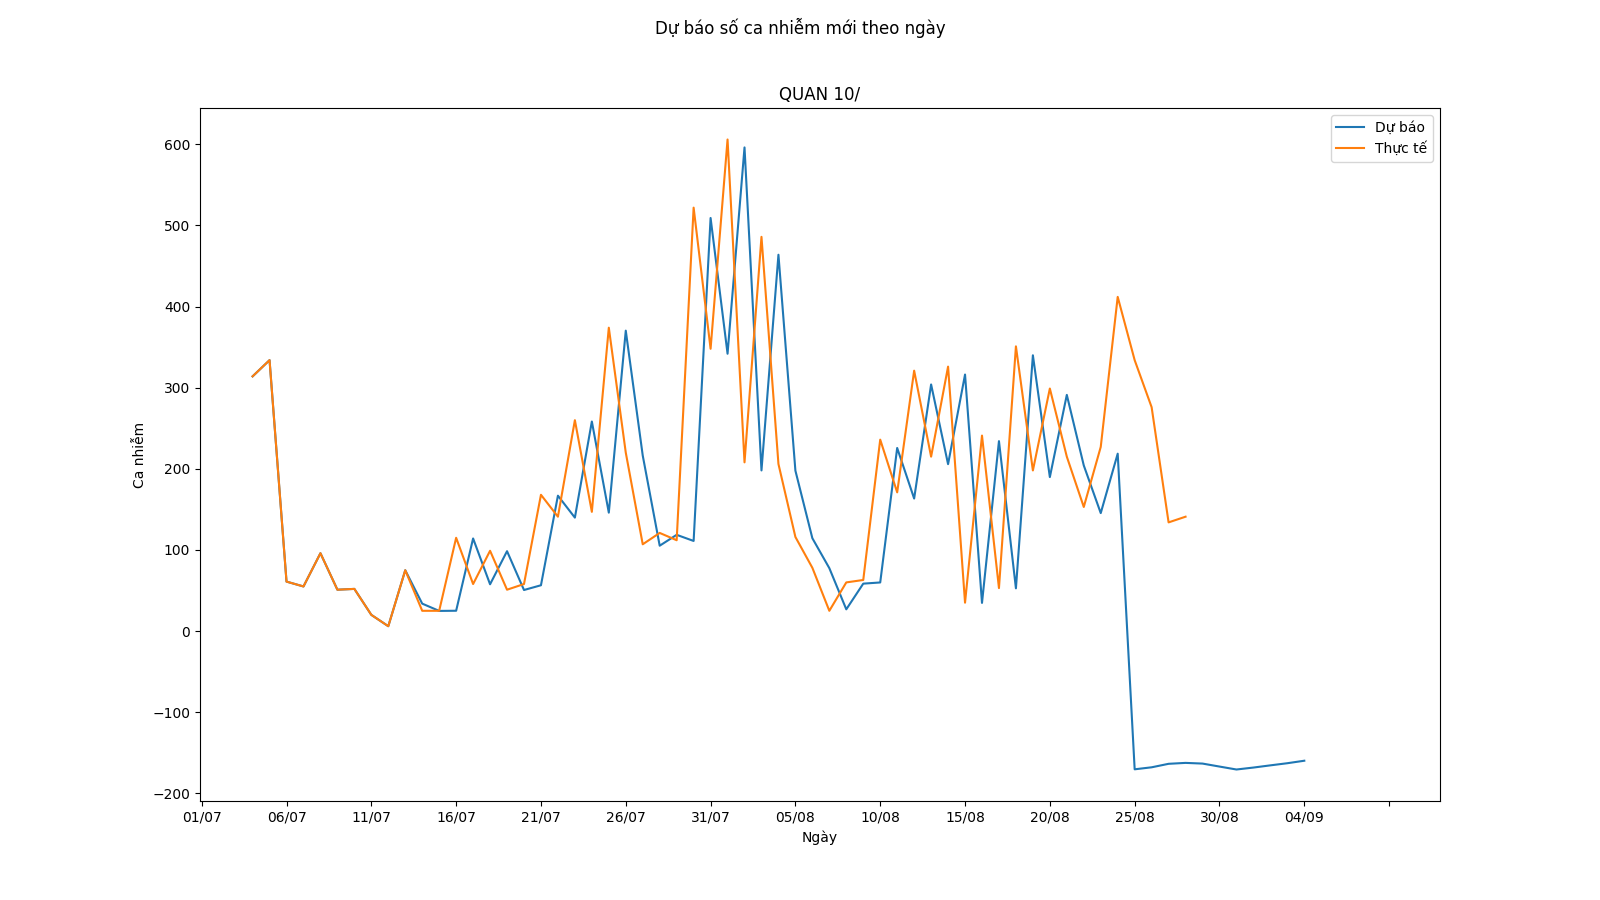 Dự báo số ca nhiễm mới theo ngày
QUAN 10/
Dự báo
Thực tế
600
500
400
300
200
100
0
−100
−200
Ca nhiễm
01/07 06/07 11/07 16/07 21/07 26/07 31/07 05/08 10/08 15/08 20/08 25/08 30/08 04/09
Ngày